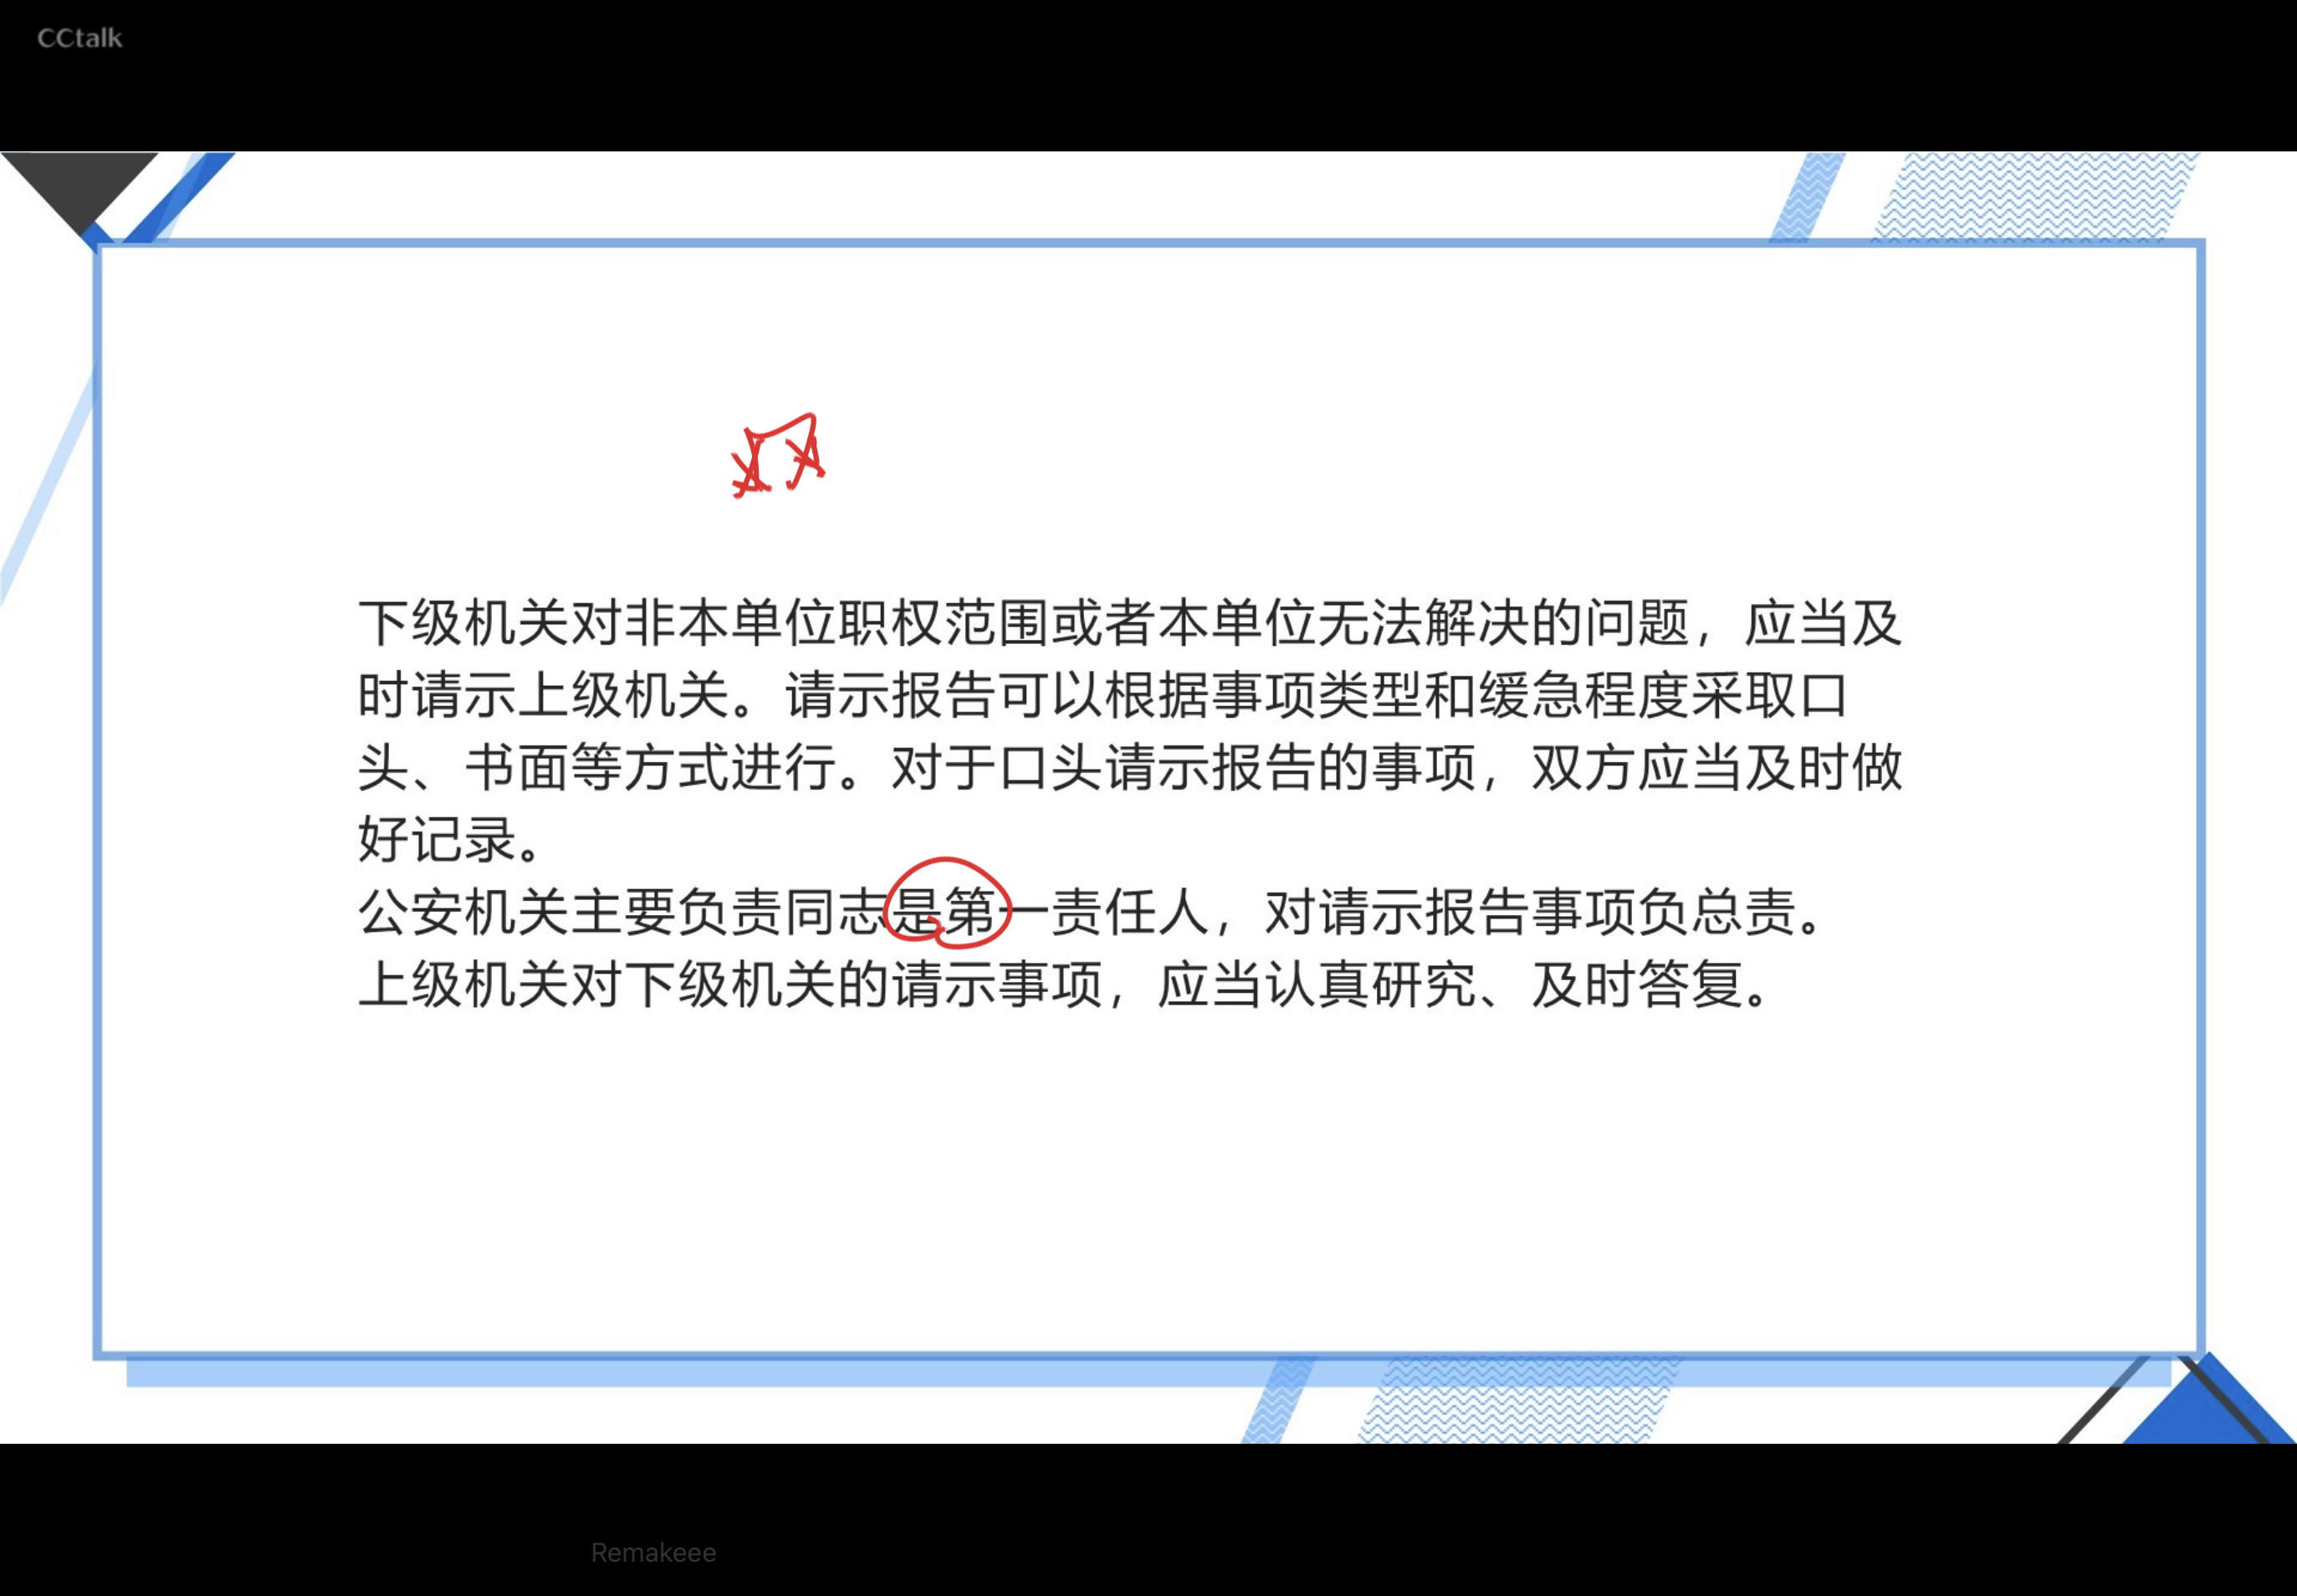 CCtalk
下级机关对非本单位职权范围或者本单位无法解决的问题，应当及
时请示上级机关。请示报告可以根据事项类型和缓急程度采取口
头、书面等方式进行。对于口头请示报告的事项，双方应当及时做
好记录。
公安机关主要负责同志是第一责任人，对请示报告事项负总责。
上级机关对下级机关的请示事项，应当认真研究、及时答复。
Remakeee